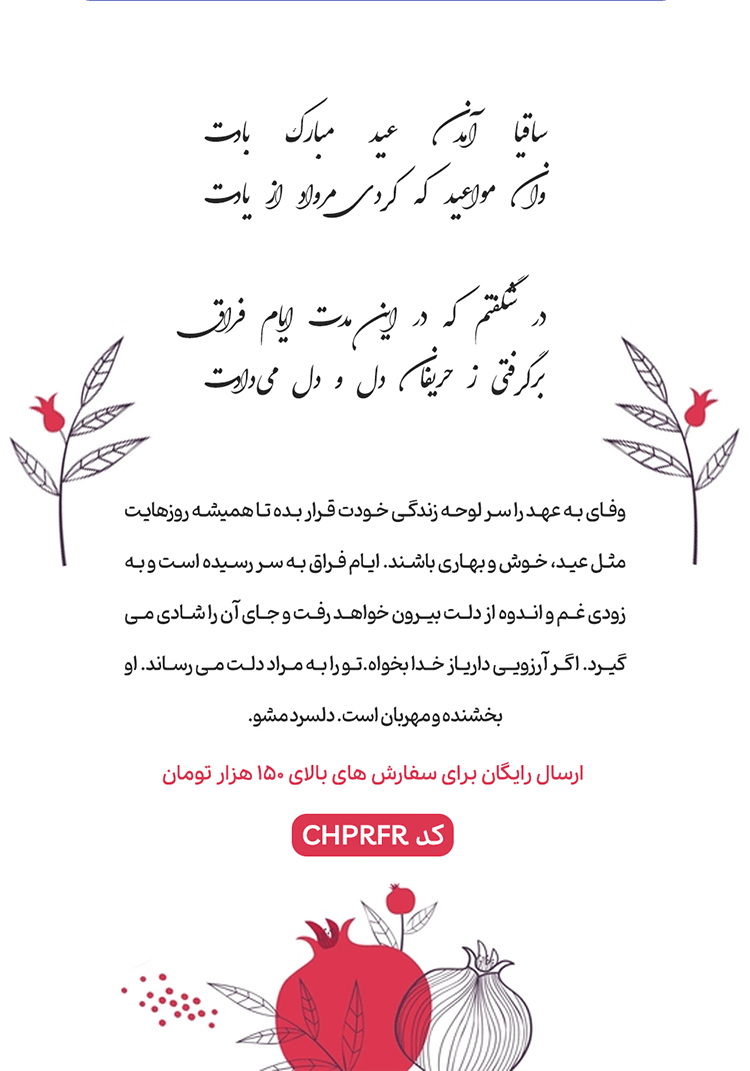 ساقیا آمدن عید مبارک بادت
وان مواعید که کردی مرواد از یادت
در شگفتم که در این مدت ایام فراق
برگرفتی ز حریفان دل و دل می‌دادت
وفای به عهد را سر لوحه زندگی خودت قرار بده تا همیشه روزهایت
مثل عید، خوش و بهاری باشند. ایام فراق به سر رسیده است و به
زودی غم و اندوه از دلت بیرون خواهد رفت و جای آن را شادی می
گیرد. اگر آرزویی داریاز خدا بخواه.تو را به مراد دلت می رساند. او
بخشنده و مهربان است. دلسرد مشو.
ارسال رایگان برای سفارش های بالای ۱۵۰ هزار تومان
کد CHPRFR